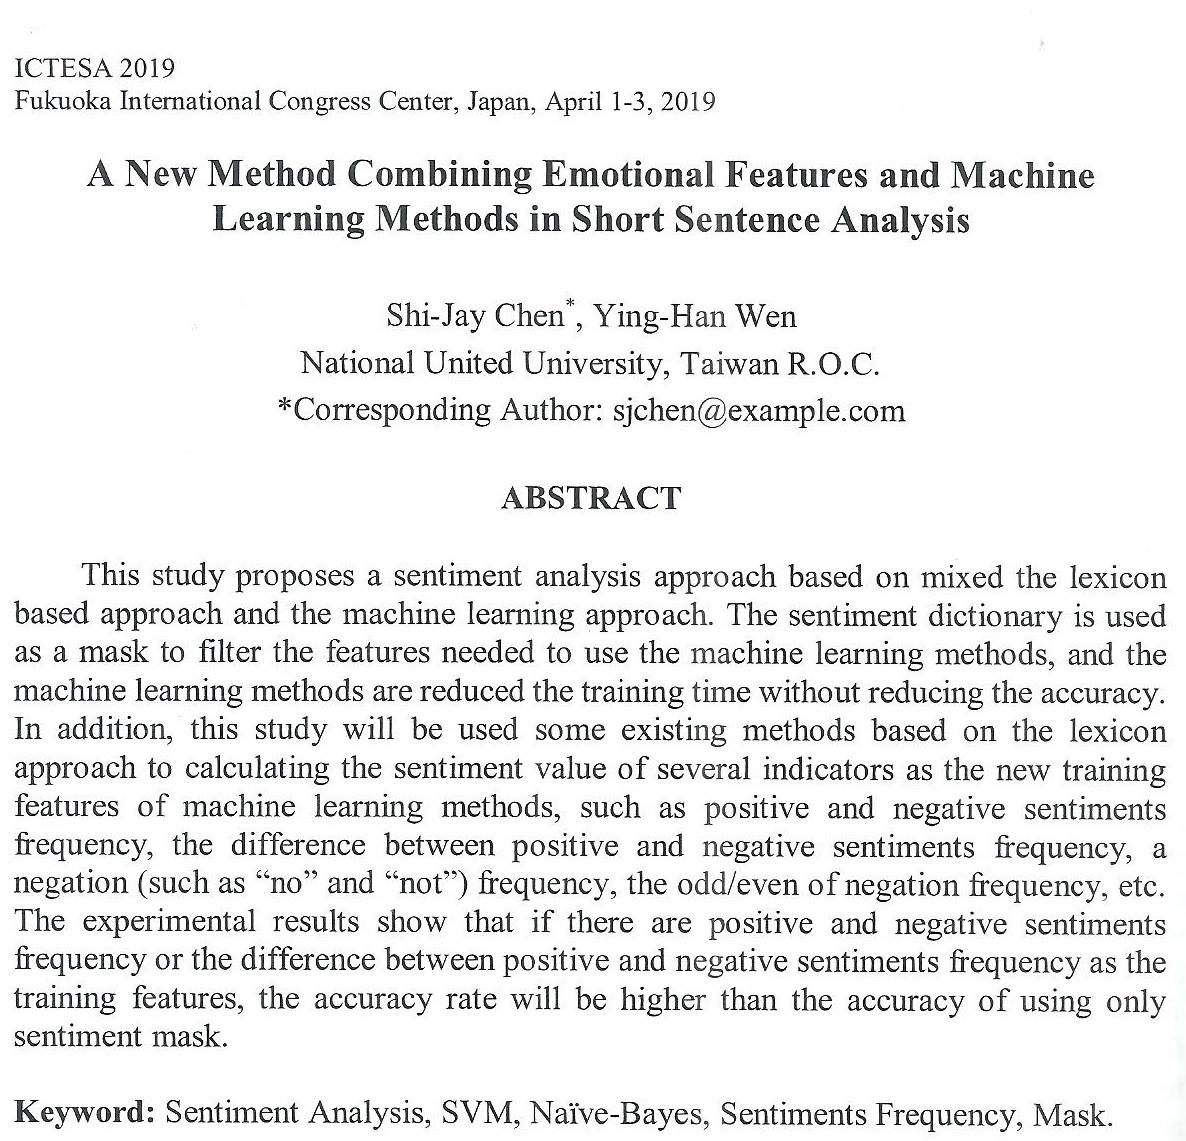 ICTESA 2019
Fukuoka International Congress Center, Japan, April 1-3, 2019
A New Method Combining Emotional Features and Machine
Learning Methods in Short Sentence Analysis
Shi-Jay Chen*, Ying-Han Wen
National United University, Taiwan R.O.C.
*Corresponding Author: sjchen@example.com
ABSTRACT
This study proposes a sentiment analysis approach based on mixed the lexicon
based approach and the machine learning approach. The sentiment dictionary is used
as a mask to filter the features needed to use the machine learning methods, and the
machine learning methods are reduced the training time without reducing the accuracy.
In addition, this study will be used some existing methods based on the lexicon
approach to calculating the sentiment value of several indicators as the new training
features of machine learning methods, such as positive and negative sentiments
frequency, the difference between positive and negative sentiments frequency, a
negation (such as “no” and “not”) frequency, the odd/even of negation frequency, etc.
The experimental results show that if there are positive and negative sentiments
frequency or the difference between positive and negative sentiments frequency as the
training features, the accuracy rate will be higher than the accuracy of using only
sentiment mask.
Keyword: Sentiment Analysis, SVM, Naïve-Bayes, Sentiments Frequency, Mask.